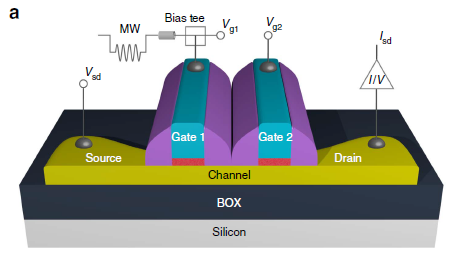 a
MW
Bias tee
Vg1
Vg2
Isd
Vsd
I/V
Gate 1
Gate 2
Source
Drain
Channel
BOX
Silicon